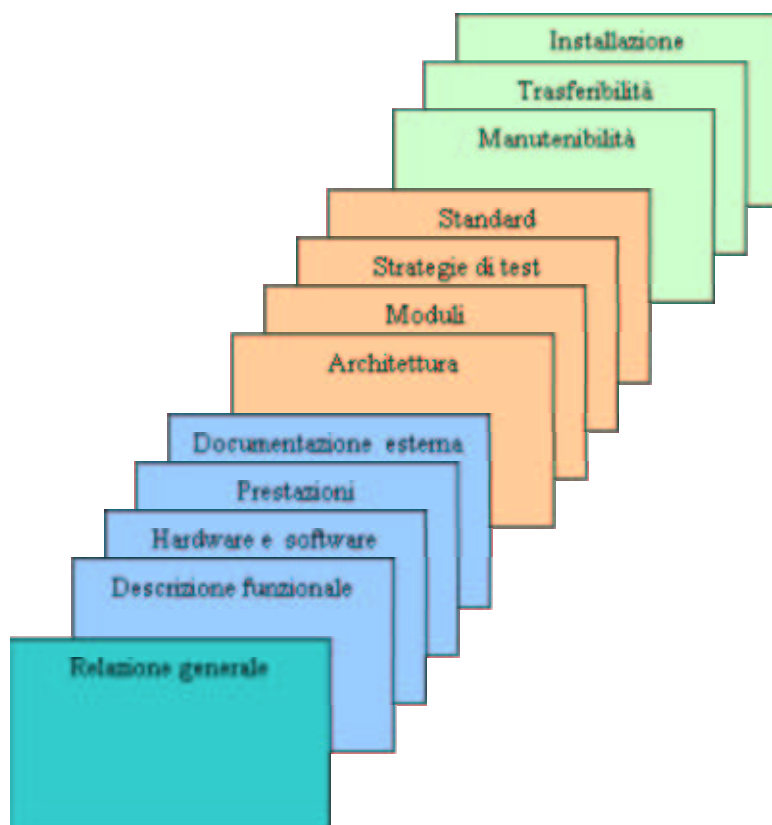 Installazione
Trasferibilità
Manutenibilità
Standard
Strategie di test
Moduli
Architettura
Documentazione esterna
Prestazioni
Hardware e software
Descrizione funzionale
Relazione generale